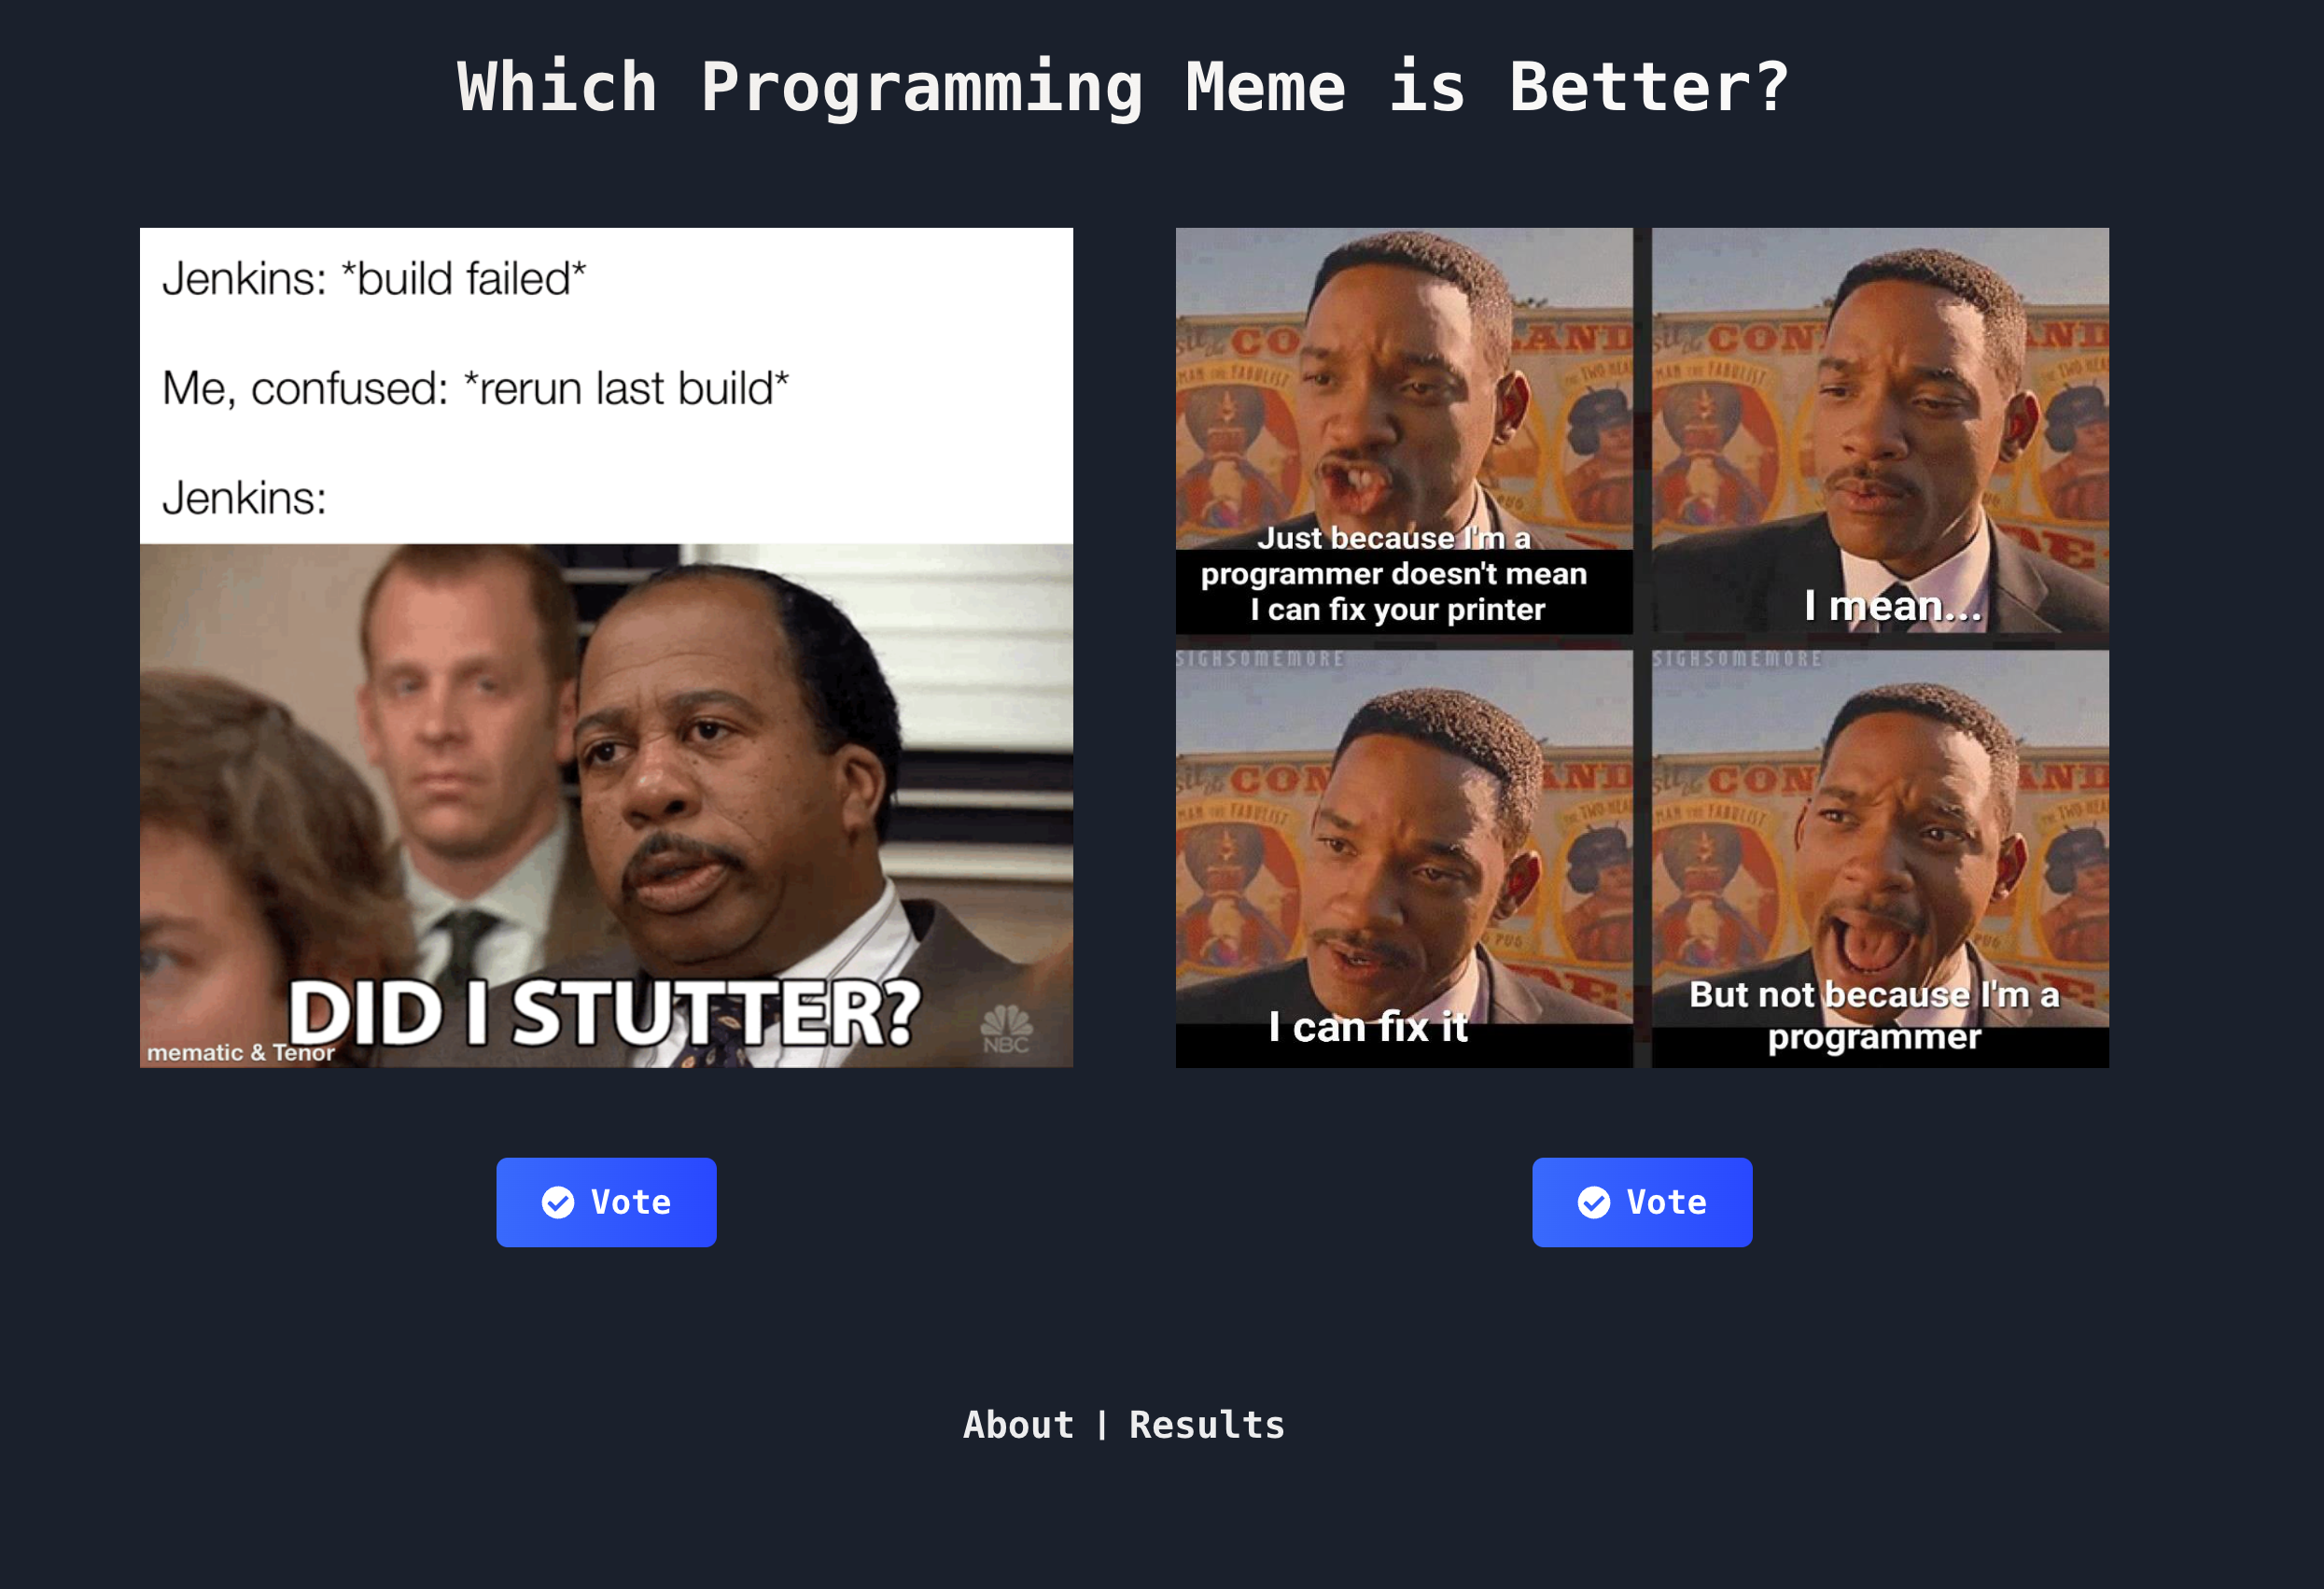 Which Programming Meme is Better?
Jenkins: *build failed*
Me, confused: *rerun last build*
Jenkins:
DID I STUTTER?
mematic & Tenor
NBC
Just because I'm a
programmer doesn't mean
I can fix your printer
I mean...
SIGHSOMEMORE
I can fix it
SIGHSOMEMORE
But not because I'm a
programmer
Vote
Vote
About | Results